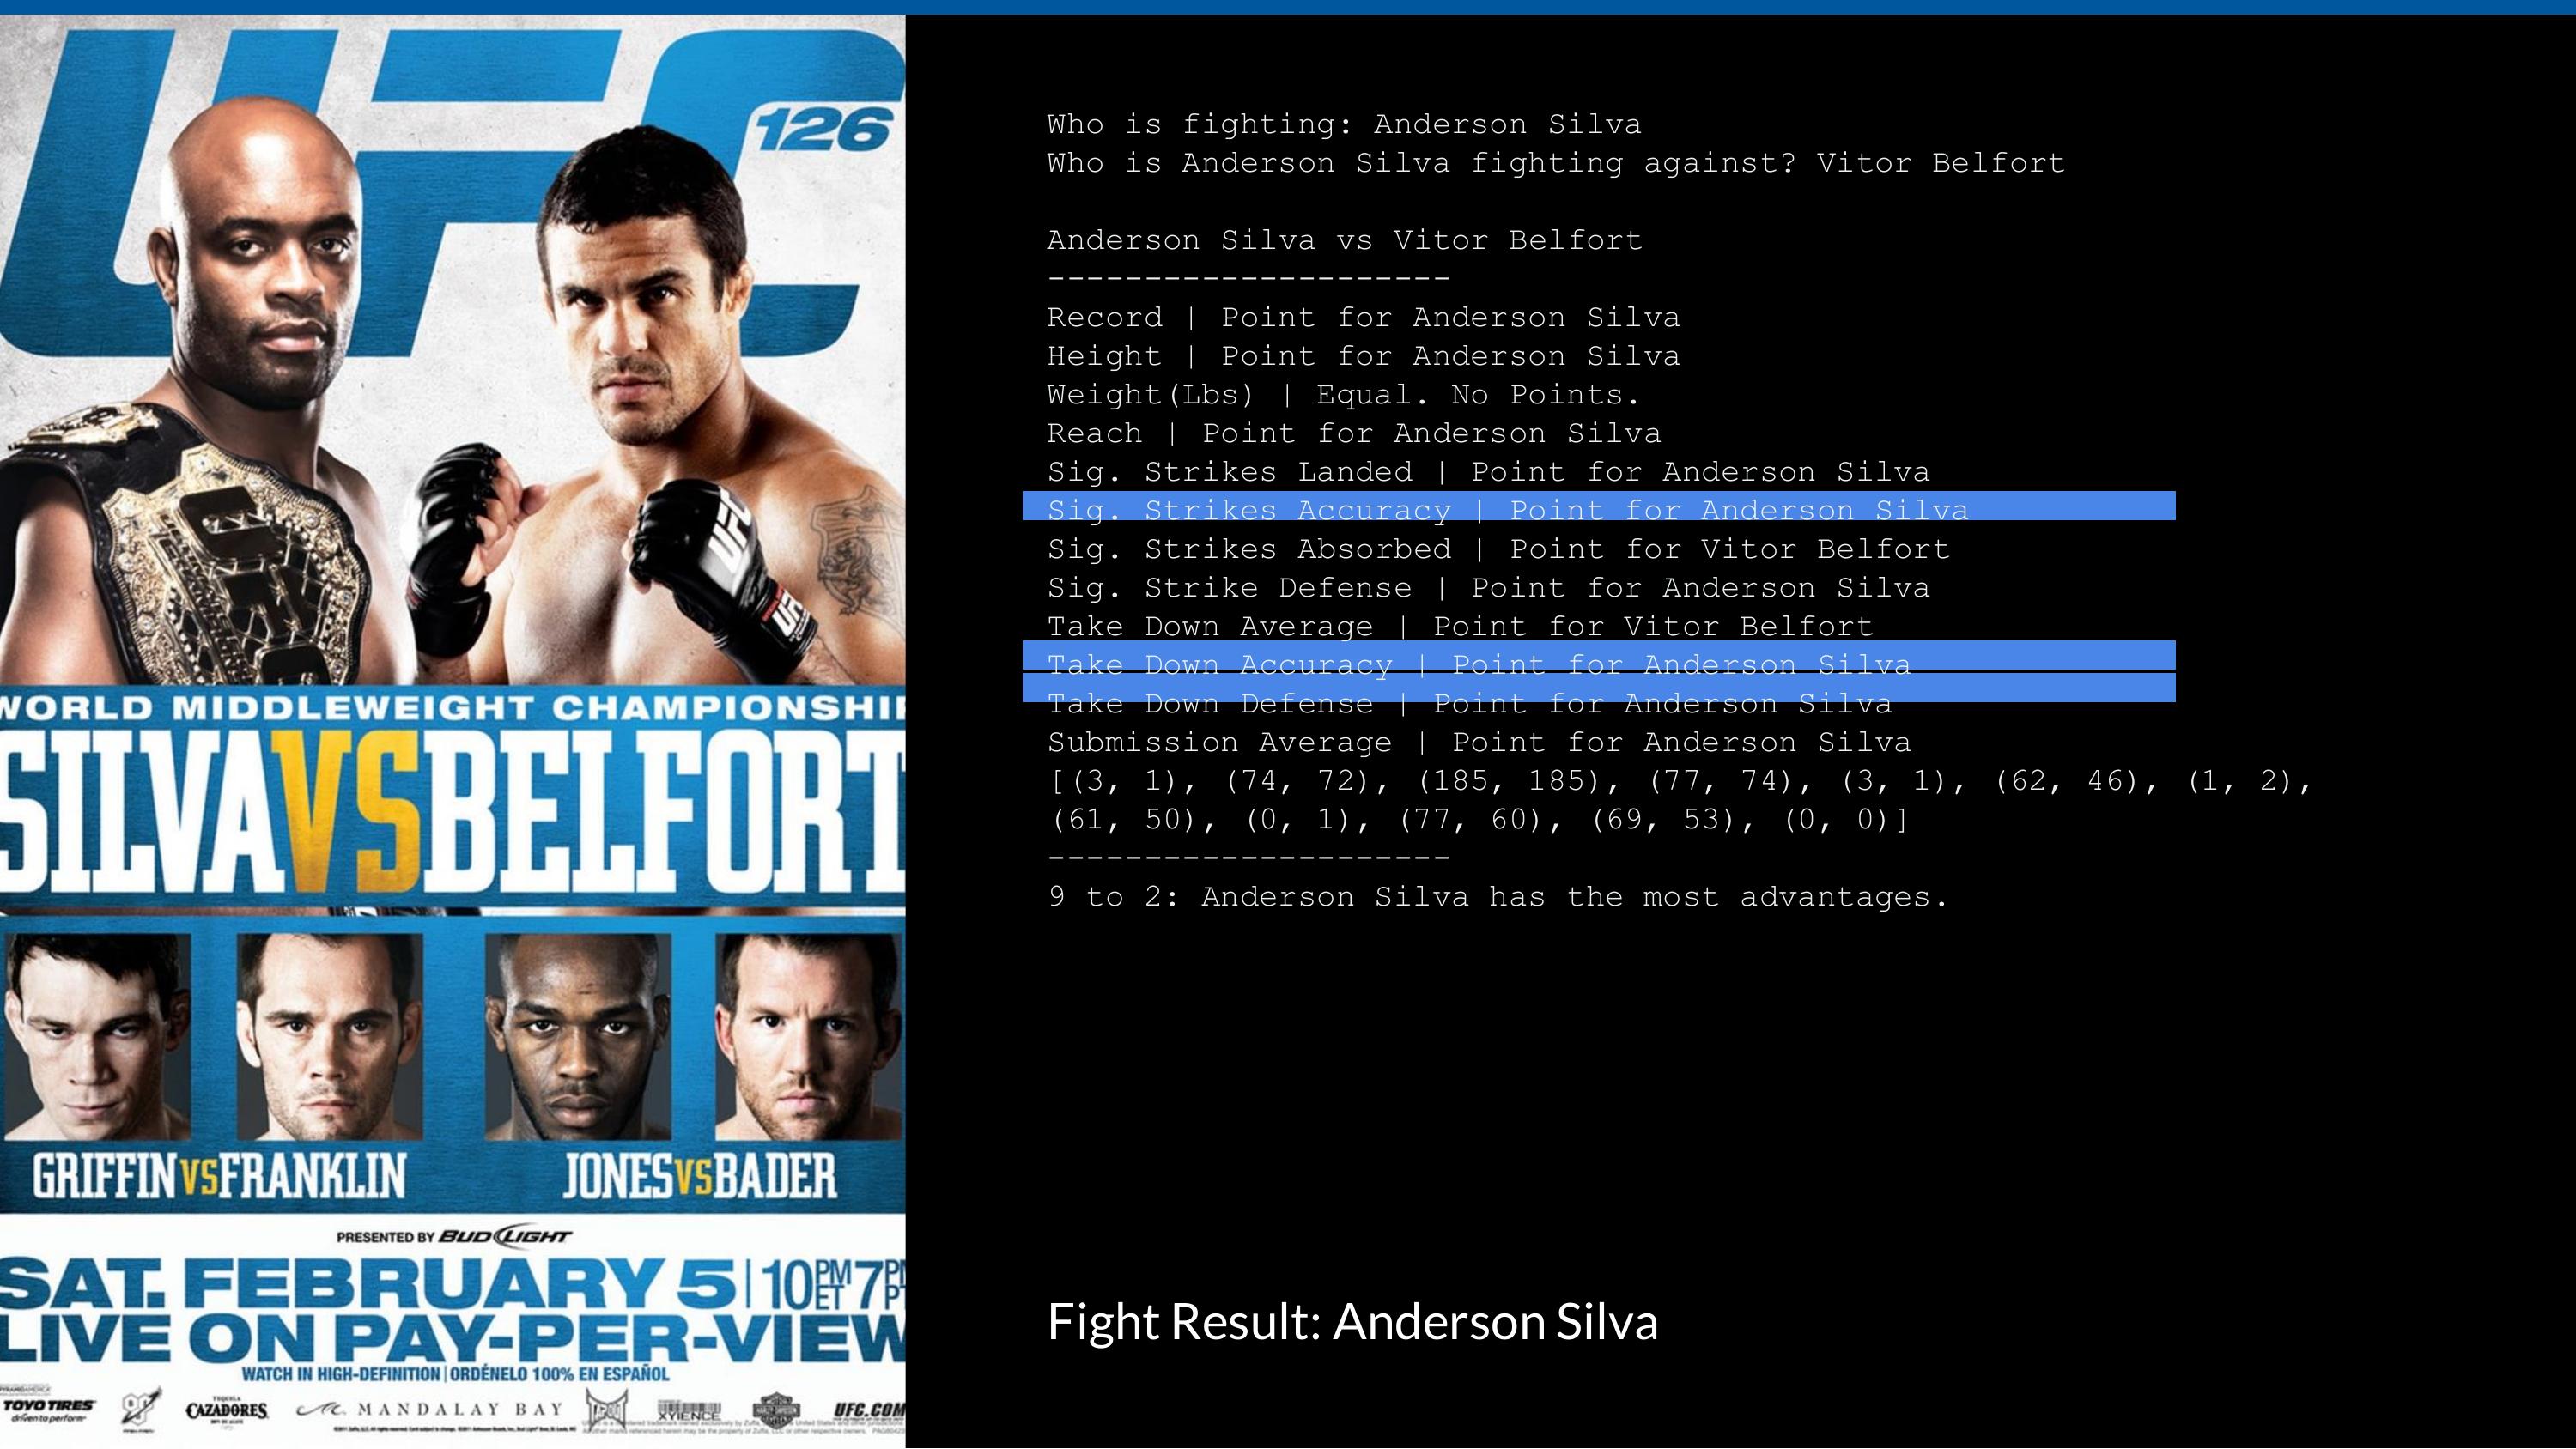 UFC
126
WORLD MIDDLEWEIGHT CHAMPIONSHIP
SILVA VS BELFORT
GRIFFIN VS FRANKLIN
JONES VS BADER
PRESENTED BY BUD LIGHT
SAT. FEBRUARY 5 | 10PM ET 7PM PT
LIVE ON PAY-PER-VIEW
WATCH IN HIGH-DEFINITION | ORDÉNELO 100% EN ESPAÑOL
TOYO TIRES
driven to perform
CAZADORES
MANDALAY BAY
TAPOUT
XYIENCE
UFC.COM
Who is fighting: Anderson Silva
Who is Anderson Silva fighting against? Vitor Belfort
Anderson Silva vs Vitor Belfort
---------------------
Record | Point for Anderson Silva
Height | Point for Anderson Silva
Weight(Lbs) | Equal. No Points.
Reach | Point for Anderson Silva
Sig. Strikes Landed | Point for Anderson Silva
Sig. Strikes Accuracy | Point for Anderson Silva
Sig. Strikes Absorbed | Point for Vitor Belfort
Sig. Strike Defense | Point for Anderson Silva
Take Down Average | Point for Vitor Belfort
Take Down Accuracy | Point for Anderson Silva
Take Down Defense | Point for Anderson Silva
Submission Average | Point for Anderson Silva
[(3, 1), (74, 72), (185, 185), (77, 74), (3, 1), (62, 46), (1, 2),
(61, 50), (0, 1), (77, 60), (69, 53), (0, 0)]
---------------------
9 to 2: Anderson Silva has the most advantages.
Fight Result: Anderson Silva